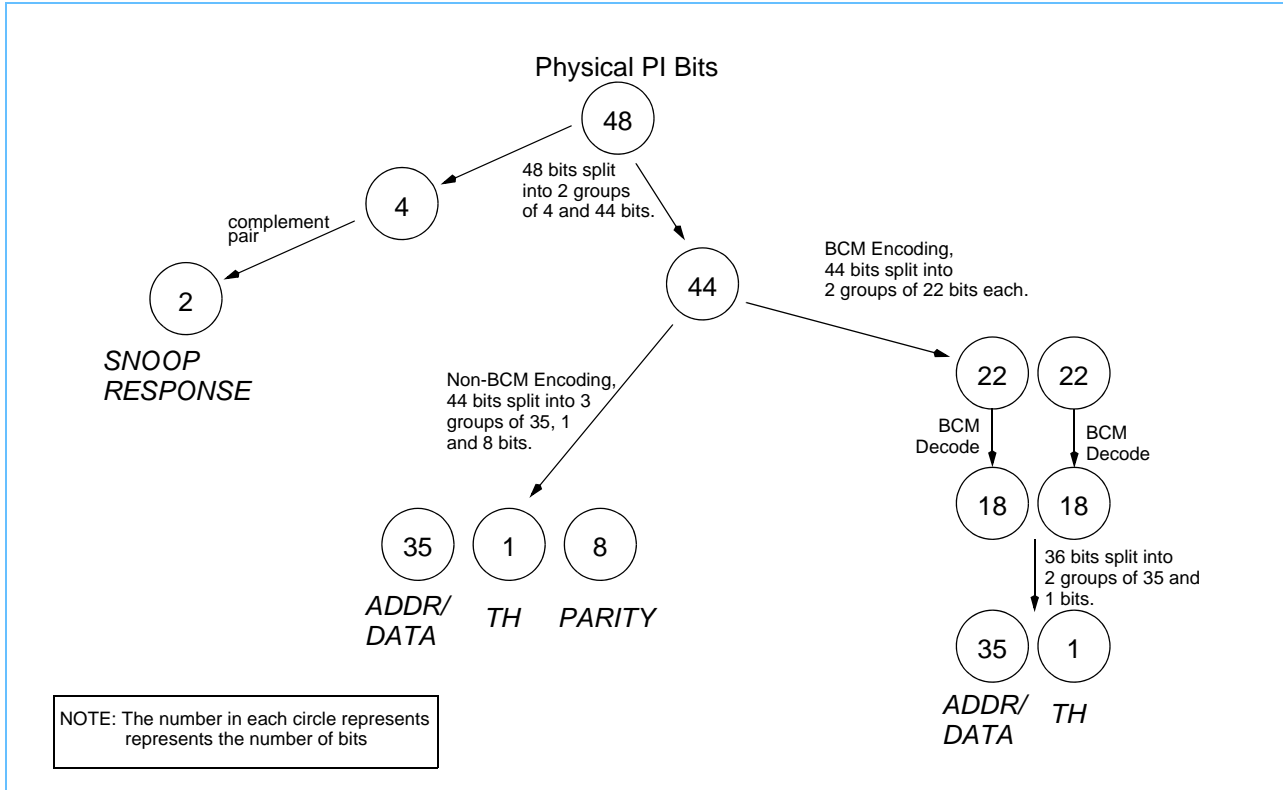 Physical PI Bits
48
48 bits split
into 2 groups
of 4 and 44 bits.
4
complement
pair
2
SNOOP
RESPONSE
44
BCM Encoding,
44 bits split into
2 groups of 22 bits each.
Non-BCM Encoding,
44 bits split into 3
groups of 35, 1
and 8 bits.
22 22
BCM
Decode
BCM
Decode
18 18
36 bits split into
2 groups of 35 and
1 bits.
35 1 8
ADDR/
DATA
TH
PARITY
35 1
ADDR/
DATA
TH
NOTE: The number in each circle represents
represents the number of bits